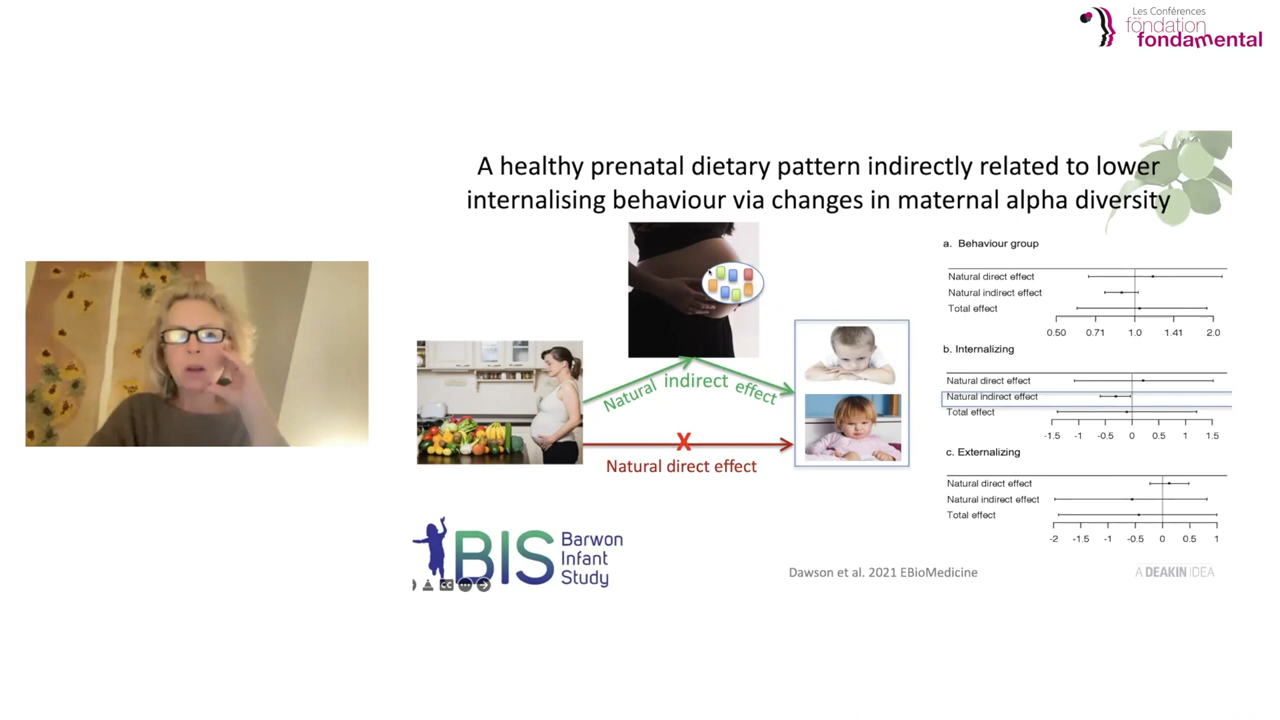 Les Conférences
fondation
fondamental
A healthy prenatal dietary pattern indirectly related to lower
internalising behaviour via changes in maternal alpha diversity
Natural indirect effect
X
Natural direct effect
BIS
Barwon
Infant
Study
CC
a. Behaviour group
Natural direct effect
Natural indirect effect
Total effect
0.50 0.71 1.0 1.41 2.0
b. Internalizing
Natural direct effect
Natural indirect effect
Total effect
-1.5 -1 -0.5 0 0.5 1 1.5
c. Externalizing
Natural direct effect
Natural indirect effect
Total effect
-2 -1.5 -1 -0.5 0 0.5 1
Dawson et al. 2021 EBioMedicine
A DEAKIN IDEA